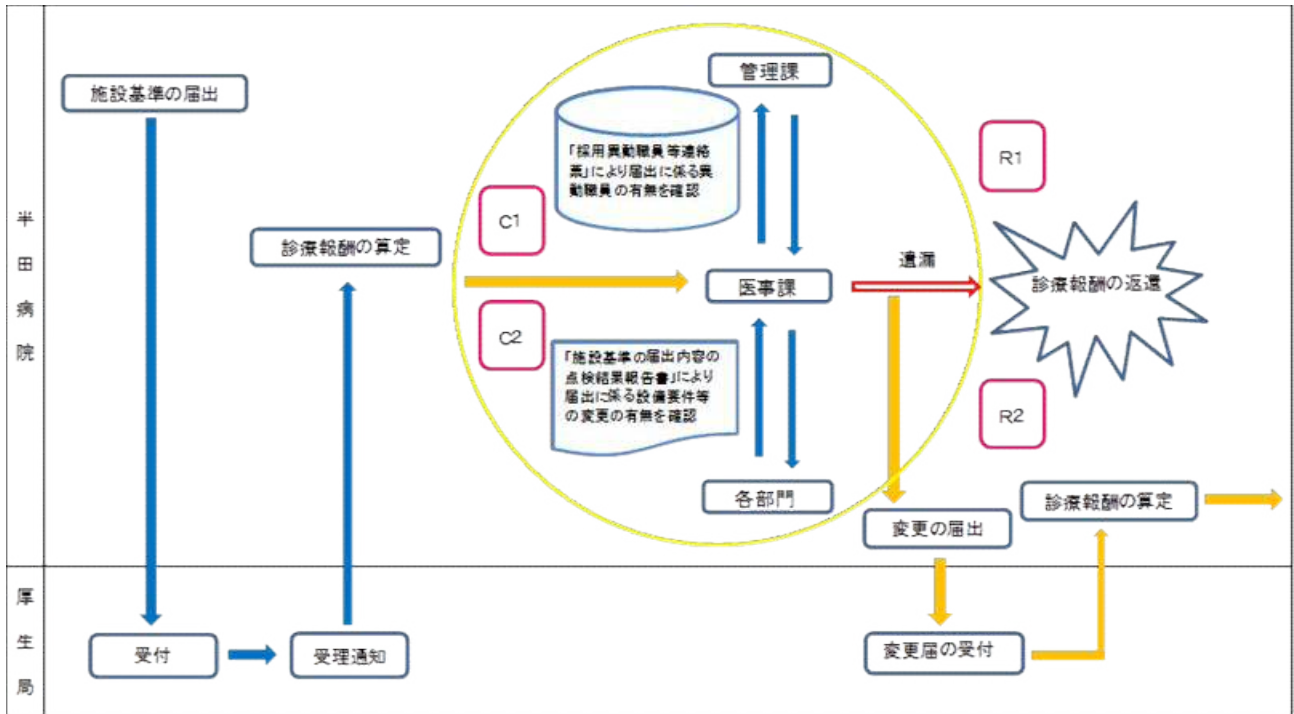 半
田
病
院
厚
生
局
施設基準の届出
受付
受理通知
診療報酬の算定
C1
C2
管理課
「採用異動職員等連絡
票」により届出に係る異
動職員の有無を確認
医事課
「施設基準の届出内容の
点検結果報告書」により
届出に係る設備要件等
の変更の有無を確認
各部門
遺漏
R1
診療報酬の返還
R2
変更の届出
変更届の受付
診療報酬の算定